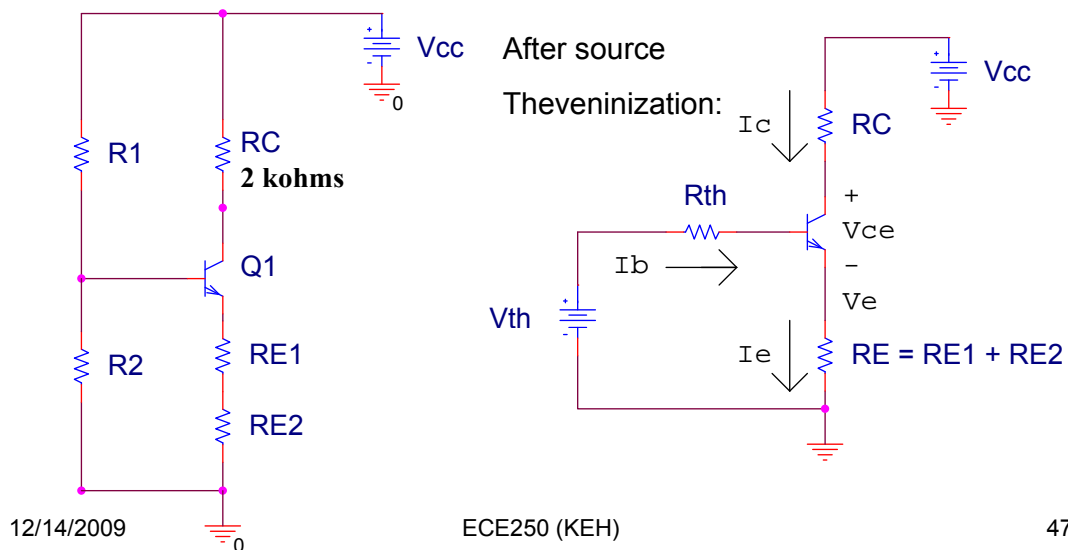 Vcc
0
R1
RC
2 kohms
Q1
R2
RE1
RE2
0
After source
Theveninization:
Vcc
Ic
RC
Rth
+
Vce
-
Ib
Ve
Vth
Ie
RE = RE1 + RE2
12/14/2009
ECE250 (KEH)
47